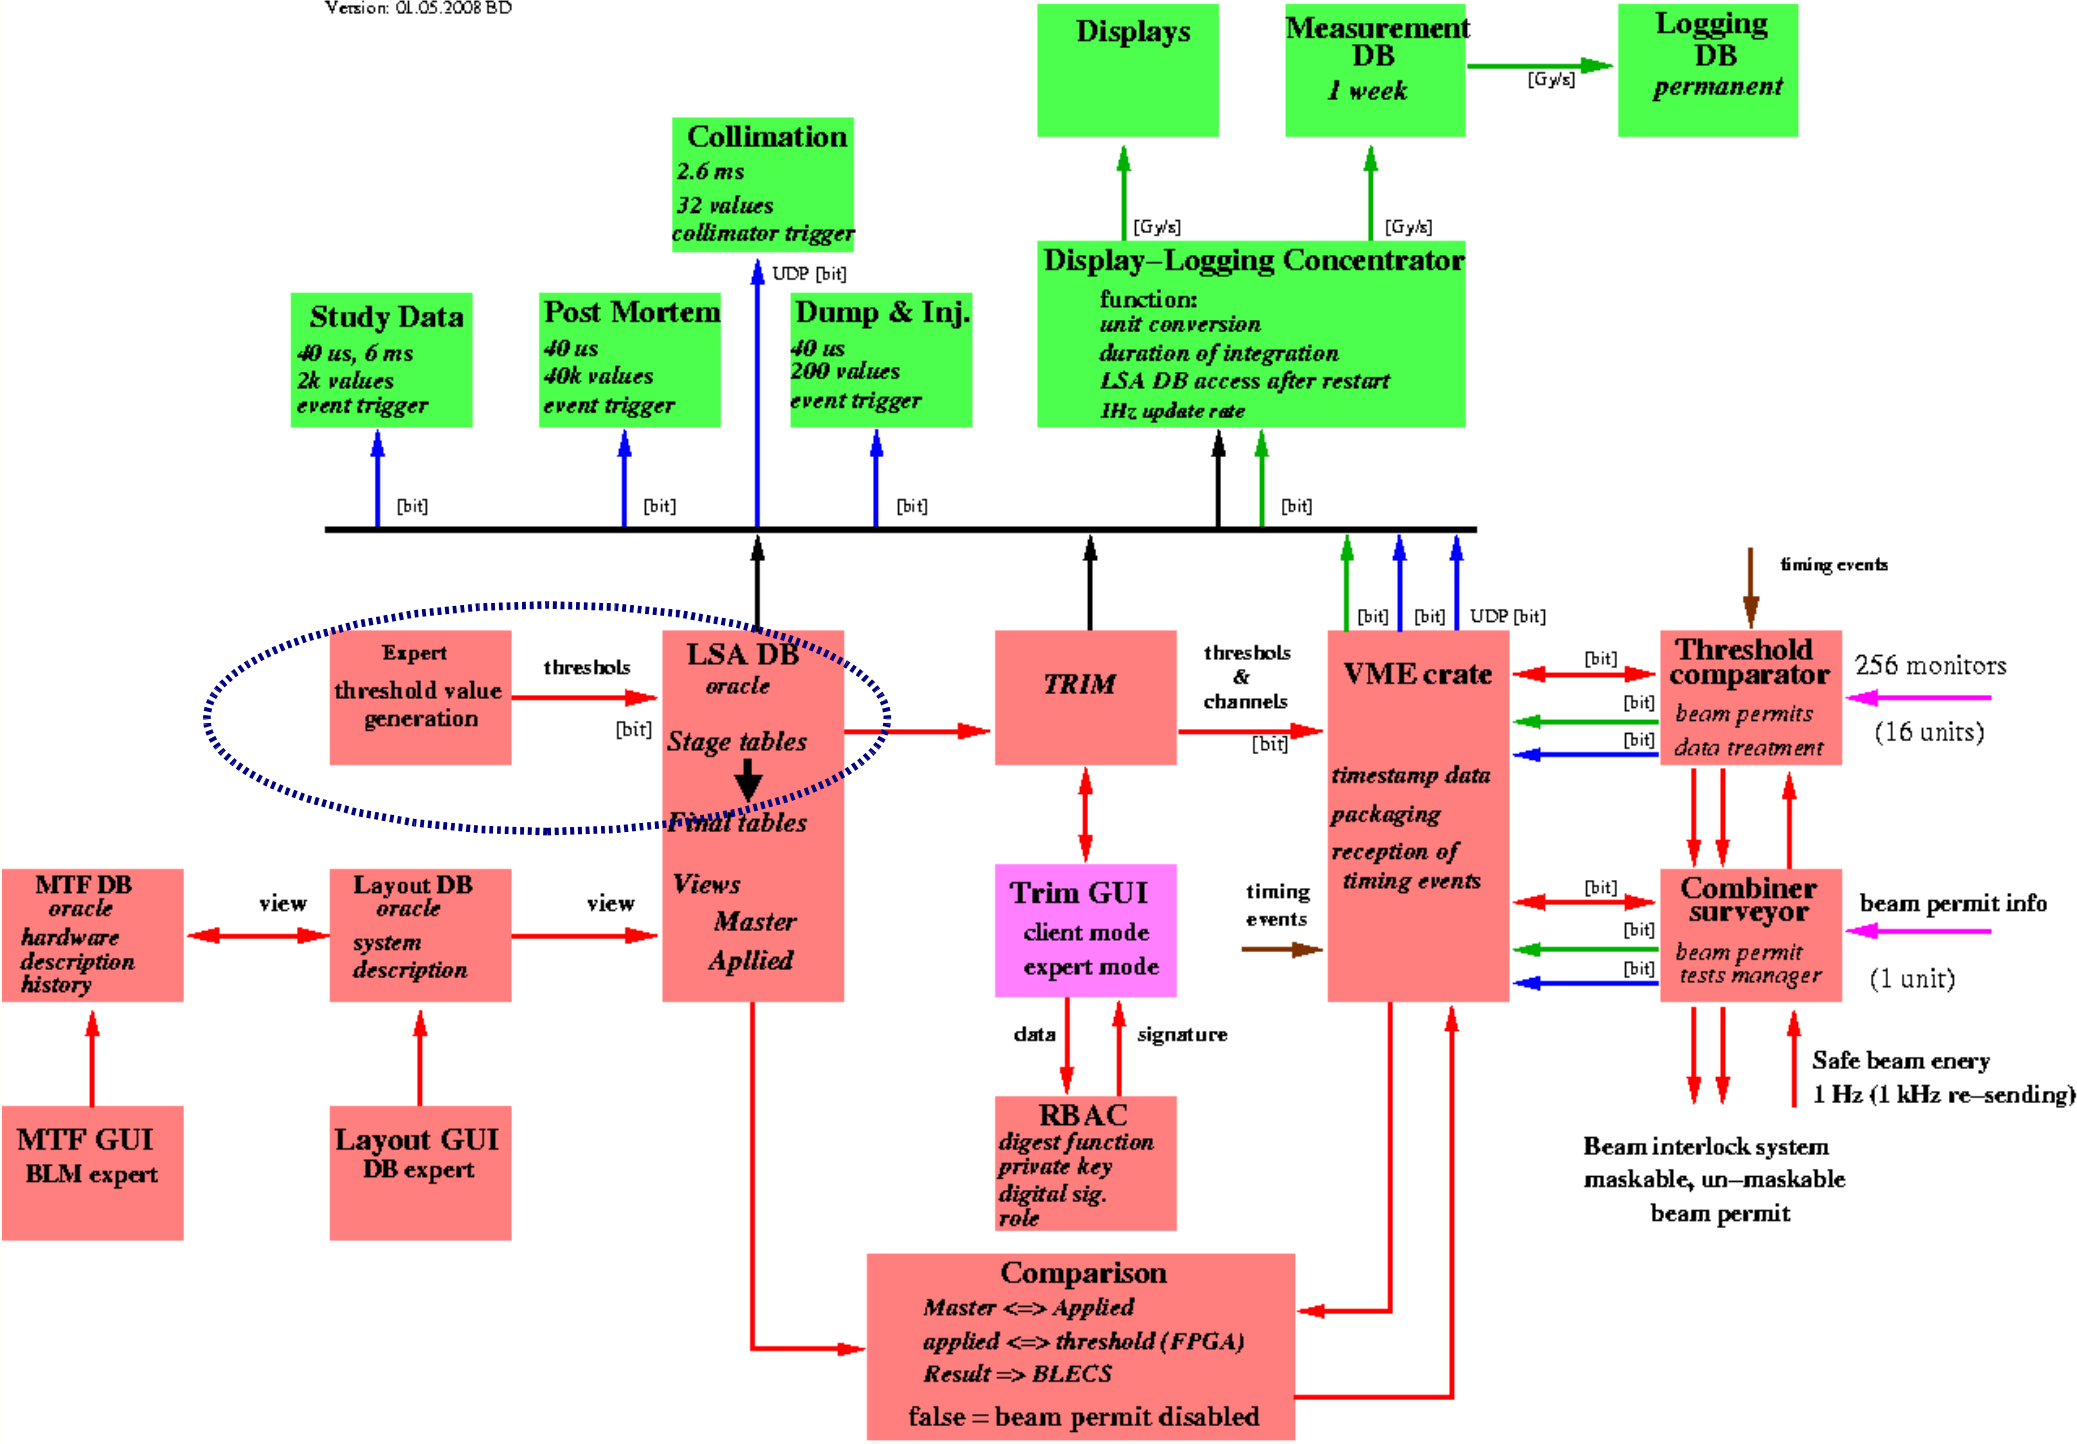 Version: 01.05.2008 BD
Displays
Measurement
DB
1 week
[Gy/s]
Logging
DB
permanent
Collimation
2.6 ms
32 values
collimator trigger
UDP [bit]
[Gy/s]
[Gy/s]
Display–Logging Concentrator
function:
unit conversion
duration of integration
LSA DB access after restart
1Hz update rate
Study Data
40 us, 6 ms
2k values
event trigger
Post Mortem
40 us
40k values
event trigger
Dump & Inj.
40 us
200 values
event trigger
[bit]
[bit]
[bit]
[bit]
timing events
[bit]
[bit]
UDP [bit]
Expert
threshold value
generation
threshols
[bit]
LSA DB
oracle
Stage tables
Final tables
Views
Master
Apllied
TRIM
threshols
&
channels
[bit]
VME crate
timestamp data
packaging
reception of
timing events
[bit]
[bit]
[bit]
Threshold
comparator
beam permits
data treatment
256 monitors
(16 units)
MTF DB
oracle
hardware
description
history
view
Layout DB
oracle
system
description
view
Trim GUI
client mode
expert mode
timing
events
[bit]
[bit]
[bit]
Combiner
surveyor
beam permit
tests manager
beam permit info
(1 unit)
data
signature
Safe beam enery
1 Hz (1 kHz re–sending)
MTF GUI
BLM expert
Layout GUI
DB expert
RBAC
digest function
private key
digital sig.
role
Beam interlock system
maskable, un–maskable
beam permit
Comparison
Master <=> Applied
applied <=> threshold (FPGA)
Result => BLECS
false = beam permit disabled